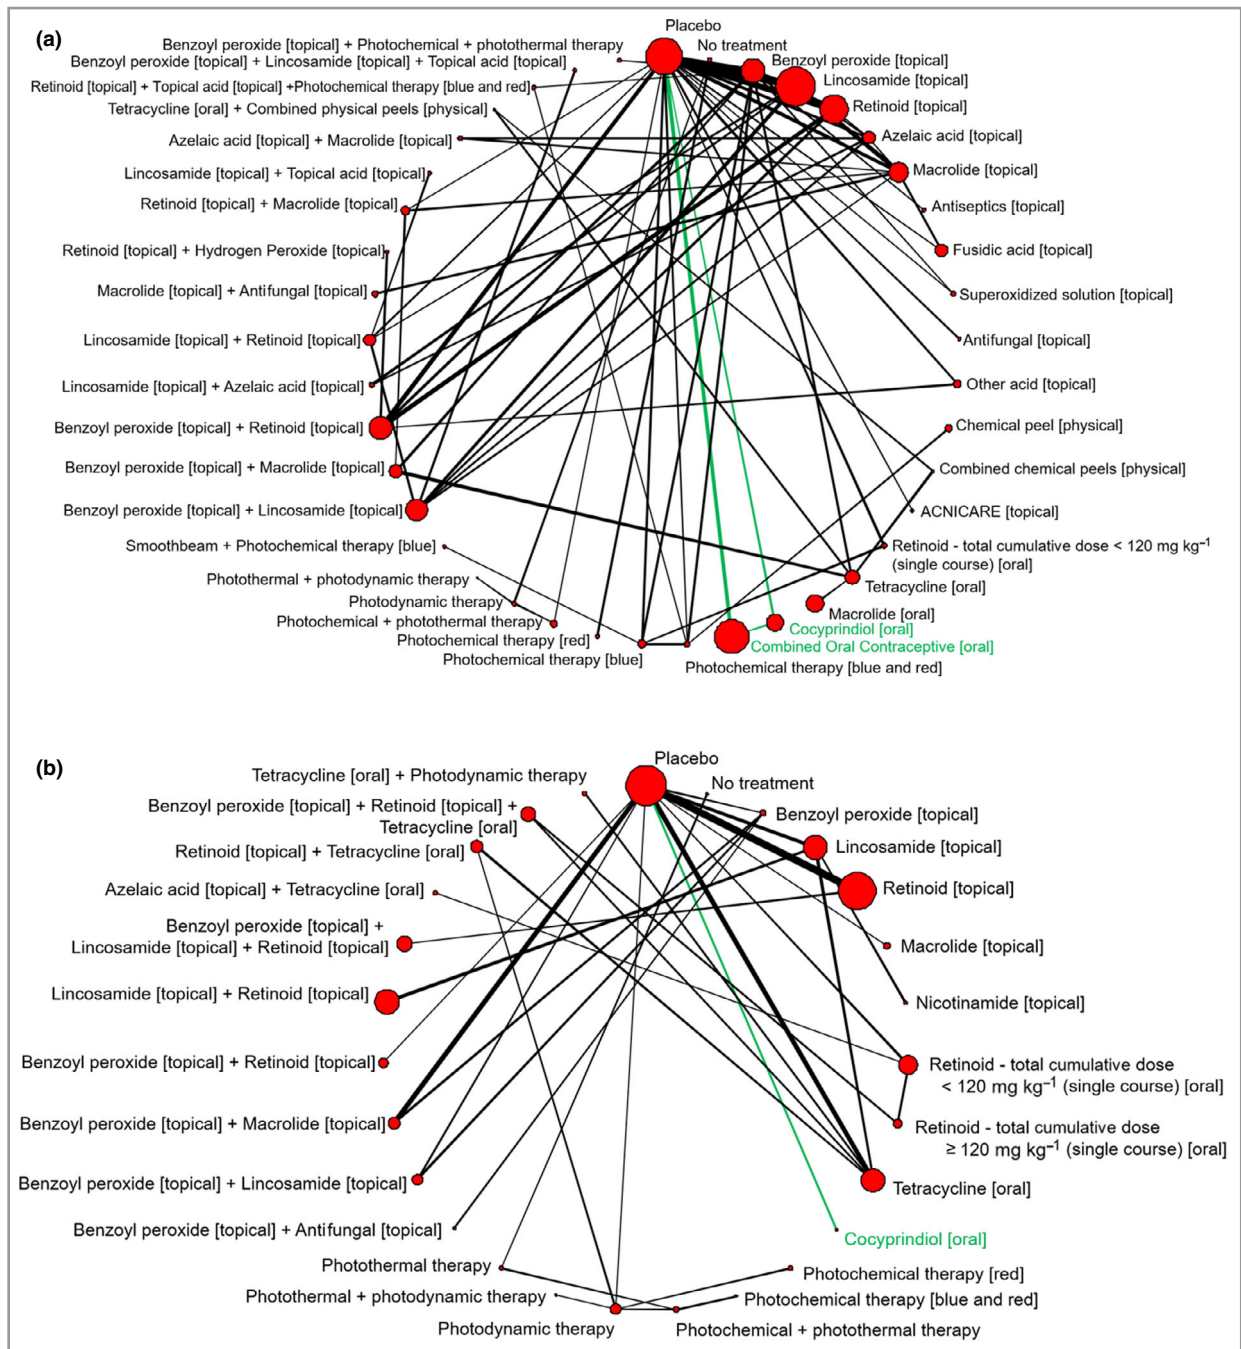 (a)
Placebo
Benzoyl peroxide [topical] + Photochemical + photothermal therapy
No treatment
Benzoyl peroxide [topical] + Lincosamide [topical] + Topical acid [topical]
Benzoyl peroxide [topical]
Retinoid [topical] + Topical acid [topical] +Photochemical therapy [blue and red]
Lincosamide [topical]
Tetracycline [oral] + Combined physical peels [physical]
Retinoid [topical]
Azelaic acid [topical] + Macrolide [topical]
Azelaic acid [topical]
Lincosamide [topical] + Topical acid [topical]
Macrolide [topical]
Retinoid [topical] + Macrolide [topical]
Antiseptics [topical]
Retinoid [topical] + Hydrogen Peroxide [topical]
Fusidic acid [topical]
Macrolide [topical] + Antifungal [topical]
Superoxidized solution [topical]
Lincosamide [topical] + Retinoid [topical]
Antifungal [topical]
Lincosamide [topical] + Azelaic acid [topical]
Other acid [topical]
Benzoyl peroxide [topical] + Retinoid [topical]
Chemical peel [physical]
Benzoyl peroxide [topical] + Macrolide [topical]
Combined chemical peels [physical]
Benzoyl peroxide [topical] + Lincosamide [topical]
ACNICARE [topical]
Smoothbeam + Photochemical therapy [blue]
Retinoid - total cumulative dose < 120 mg kg⁻¹
(single course) [oral]
Photothermal + photodynamic therapy
Tetracycline [oral]
Photodynamic therapy
Macrolide [oral]
Photochemical + photothermal therapy
Cocyprindiol [oral]
Photochemical therapy [red]
Combined Oral Contraceptive [oral]
Photochemical therapy [blue]
Photochemical therapy [blue and red]
(b)
Placebo
Tetracycline [oral] + Photodynamic therapy
No treatment
Benzoyl peroxide [topical] + Retinoid [topical] +
Tetracycline [oral]
Benzoyl peroxide [topical]
Retinoid [topical] + Tetracycline [oral]
Lincosamide [topical]
Azelaic acid [topical] + Tetracycline [oral]
Retinoid [topical]
Benzoyl peroxide [topical] +
Lincosamide [topical] + Retinoid [topical]
Macrolide [topical]
Lincosamide [topical] + Retinoid [topical]
Nicotinamide [topical]
Benzoyl peroxide [topical] + Retinoid [topical]
Retinoid - total cumulative dose
< 120 mg kg⁻¹ (single course) [oral]
Benzoyl peroxide [topical] + Macrolide [topical]
Retinoid - total cumulative dose
≥ 120 mg kg⁻¹ (single course) [oral]
Benzoyl peroxide [topical] + Lincosamide [topical]
Tetracycline [oral]
Benzoyl peroxide [topical] + Antifungal [topical]
Cocyprindiol [oral]
Photothermal therapy
Photochemical therapy [red]
Photothermal + photodynamic therapy
Photochemical therapy [blue and red]
Photodynamic therapy
Photochemical + photothermal therapy